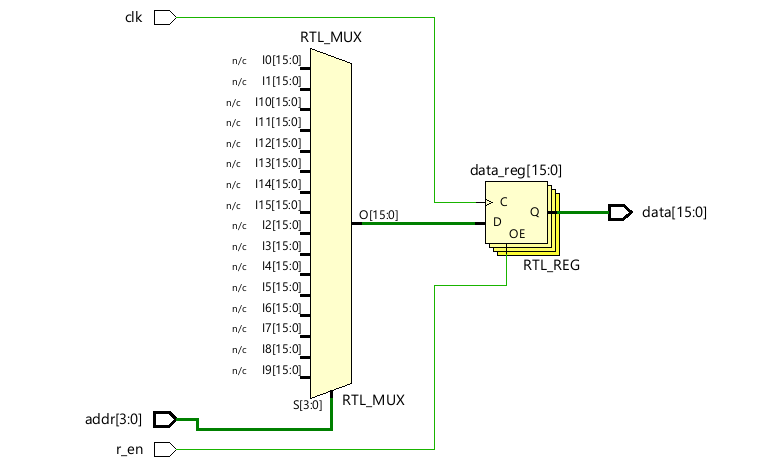 clk
RTL_MUX
n/c I0[15:0]
n/c I1[15:0]
n/c I10[15:0]
n/c I11[15:0]
n/c I12[15:0]
n/c I13[15:0]
n/c I14[15:0]
n/c I15[15:0]
n/c I2[15:0]
n/c I3[15:0]
n/c I4[15:0]
n/c I5[15:0]
n/c I6[15:0]
n/c I7[15:0]
n/c I8[15:0]
n/c I9[15:0]
S[3:0]
RTL_MUX
O[15:0]
data_reg[15:0]
C
D
Q
OE
RTL_REG
data[15:0]
addr[3:0]
r_en